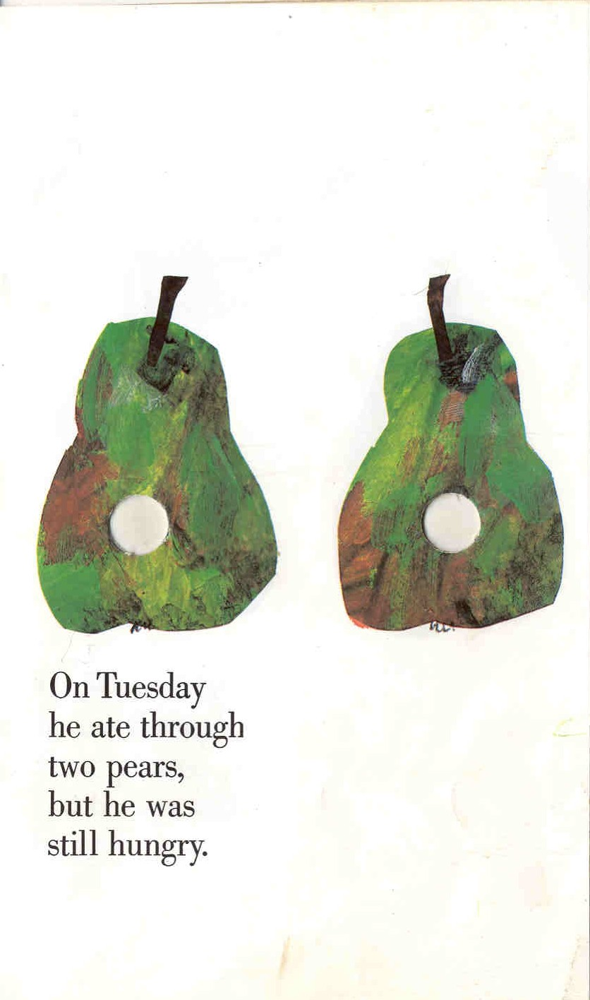 On Tuesday
he ate through
two pears,
but he was
still hungry.